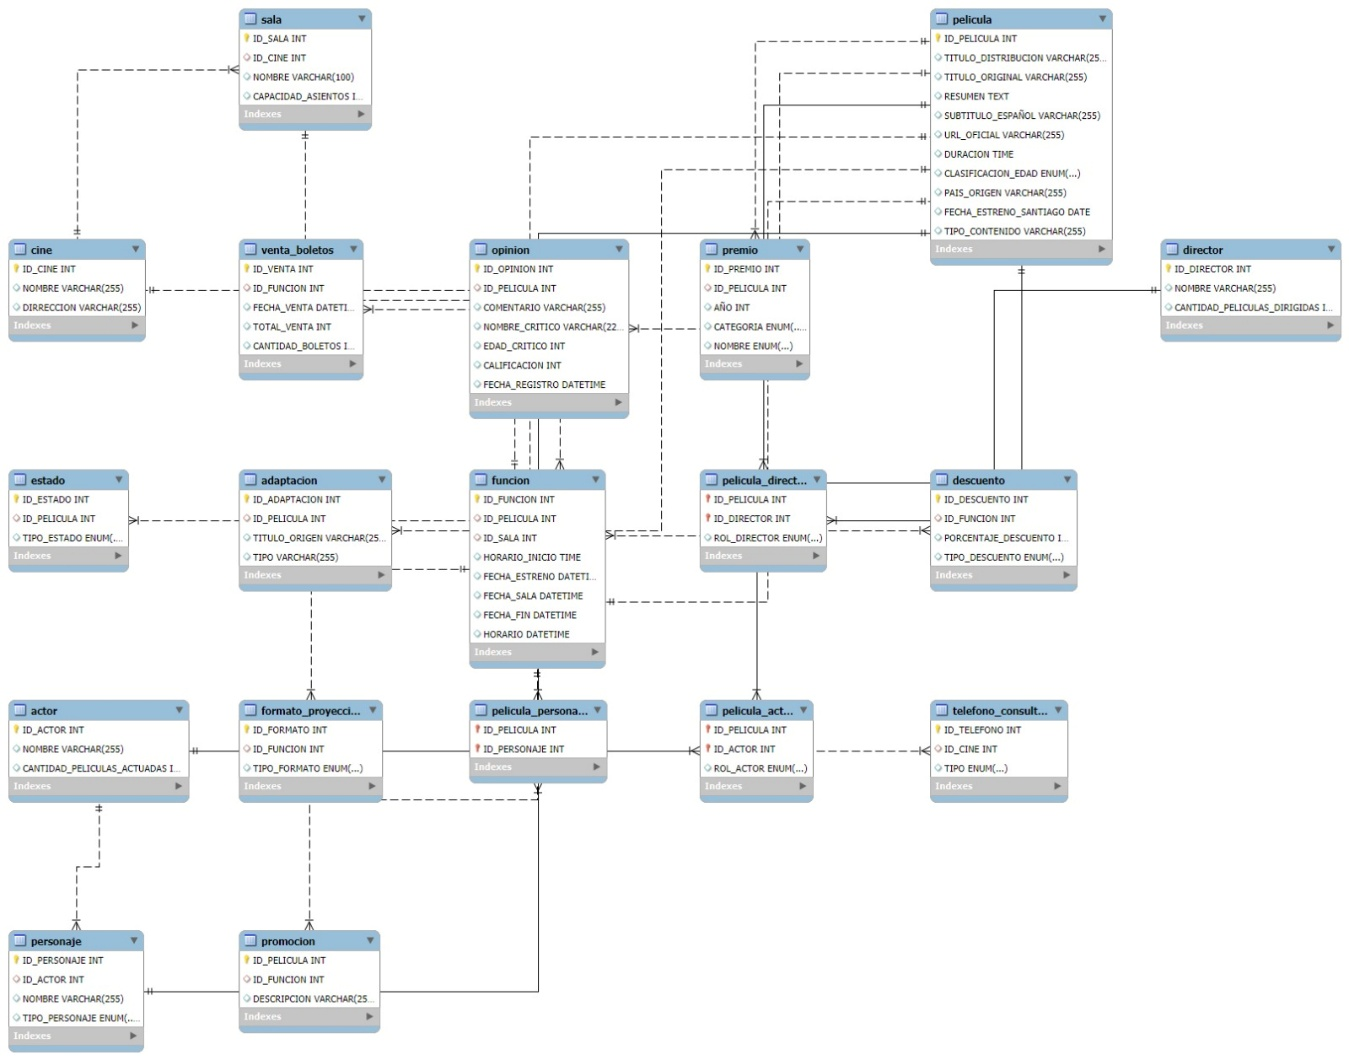 sala
ID_SALA INT
ID_CINE INT
NOMBRE VARCHAR(100)
CAPACIDAD_ASIENTOS I...
Indexes
pelicula
ID_PELICULA INT
TITULO_DISTRIBUCION VARCHAR(25...
TITULO_ORIGINAL VARCHAR(255)
RESUMEN TEXT
SUBTITULO_ESPAÑOL VARCHAR(255)
URL_OFICIAL VARCHAR(255)
DURACION TIME
CLASIFICACION_EDAD ENUM(...)
PAIS_ORIGEN VARCHAR(255)
FECHA_ESTRENO_SANTIAGO DATE
TIPO_CONTENIDO VARCHAR(255)
Indexes
cine
ID_CINE INT
NOMBRE VARCHAR(255)
DIRRECCION VARCHAR(255)
Indexes
venta_boletos
ID_VENTA INT
ID_FUNCION INT
FECHA_VENTA DATETI...
TOTAL_VENTA INT
CANTIDAD_BOLETOS I...
Indexes
opinion
ID_OPINION INT
ID_PELICULA INT
COMENTARIO VARCHAR(255)
NOMBRE_CRITICO VARCHAR(22...
EDAD_CRITICO INT
CALIFICACION INT
FECHA_REGISTRO DATETIME
Indexes
premio
ID_PREMIO INT
ID_PELICULA INT
AÑO INT
CATEGORIA ENUM(....
NOMBRE ENUM(...)
Indexes
director
ID_DIRECTOR INT
NOMBRE VARCHAR(255)
CANTIDAD_PELICULAS_DIRIGIDAS I...
Indexes
estado
ID_ESTADO INT
ID_PELICULA INT
TIPO_ESTADO ENUM(....
Indexes
adaptacion
ID_ADAPTACION INT
ID_PELICULA INT
TITULO_ORIGEN VARCHAR(25...
TIPO VARCHAR(255)
Indexes
funcion
ID_FUNCION INT
ID_PELICULA INT
ID_SALA INT
HORARIO_INICIO TIME
FECHA_ESTRENO DATETI...
FECHA_SALA DATETIME
FECHA_FIN DATETIME
HORARIO DATETIME
Indexes
pelicula_direct...
ID_PELICULA INT
ID_DIRECTOR INT
ROL_DIRECTOR ENUM(...)
Indexes
descuento
ID_DESCUENTO INT
ID_FUNCION INT
PORCENTAJE_DESCUENTO I...
TIPO_DESCUENTO ENUM(...)
Indexes
actor
ID_ACTOR INT
NOMBRE VARCHAR(255)
CANTIDAD_PELICULAS_ACTUADAS I...
Indexes
formato_proyecci...
ID_FORMATO INT
ID_FUNCION INT
TIPO_FORMATO ENUM(...)
Indexes
pelicula_persona...
ID_PELICULA INT
ID_PERSONAJE INT
Indexes
pelicula_act...
ID_PELICULA INT
ID_ACTOR INT
ROL_ACTOR ENUM(...)
Indexes
telefono_consult...
ID_TELEFONO INT
ID_CINE INT
TIPO ENUM(...)
Indexes
personaje
ID_PERSONAJE INT
ID_ACTOR INT
NOMBRE VARCHAR(255)
TIPO_PERSONAJE ENUM(....
Indexes
promocion
ID_PELICULA INT
ID_FUNCION INT
DESCRIPCION VARCHAR(25...
Indexes